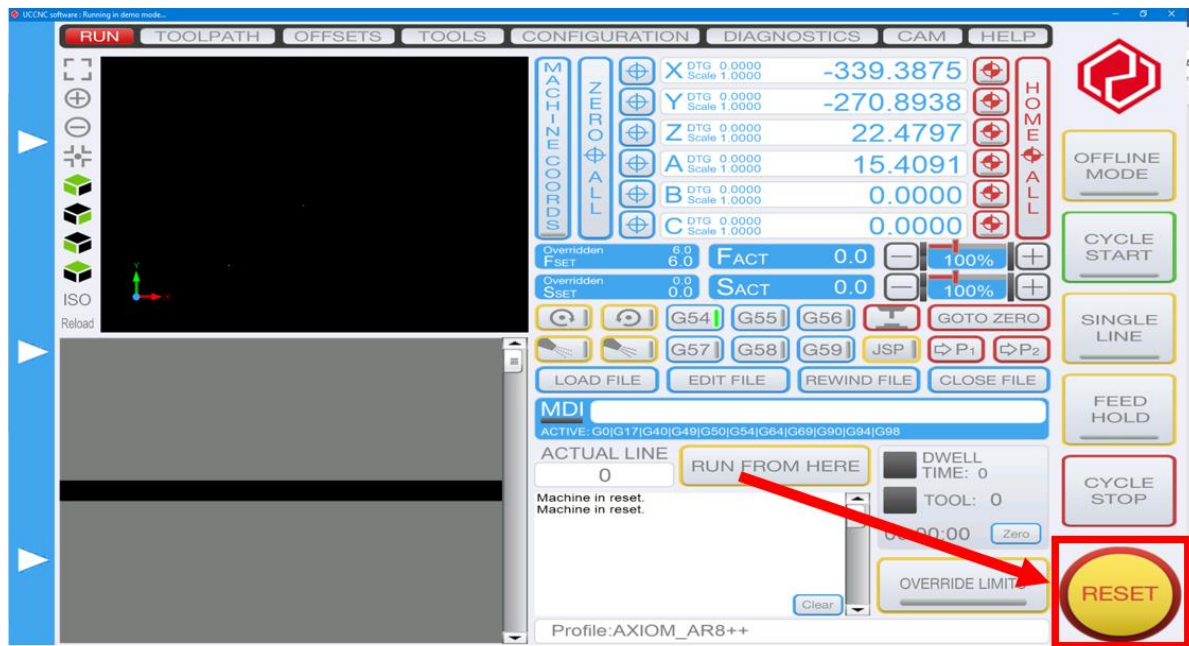 UCCNC software : Running in demo mode...
RUN TOOLPATH OFFSETS TOOLS CONFIGURATION DIAGNOSTICS CAM HELP
MACHINE COORDS
ZERO ALL
X DTG 0.0000 Scale 1.0000 -339.3875
Y DTG 0.0000 Scale 1.0000 -270.8938
Z DTG 0.0000 Scale 1.0000 22.4797
A DTG 0.0000 Scale 1.0000 15.4091
B DTG 0.0000 Scale 1.0000 0.0000
C DTG 0.0000 Scale 1.0000 0.0000
HOME ALL
ISO
Reload
Y
X
Overridden 6.0
FSET 6.0 FACT 0.0 100%
Overridden 0.0
SSET 0.0 SACT 0.0 100%
G54 G55 G56 GOTO ZERO
G57 G58 G59 JSP P1 P2
LOAD FILE EDIT FILE REWIND FILE CLOSE FILE
MDI
ACTIVE: G0|G17|G40|G49|G50|G54|G64|G69|G90|G94|G98
ACTUAL LINE
0
RUN FROM HERE
DWELL
TIME: 0
TOOL: 0
:00:00 Zero
Machine in reset.
Machine in reset.
Clear
OVERRIDE LIMITS
Profile:AXIOM_AR8++
OFFLINE
MODE
CYCLE
START
SINGLE
LINE
FEED
HOLD
CYCLE
STOP
RESET